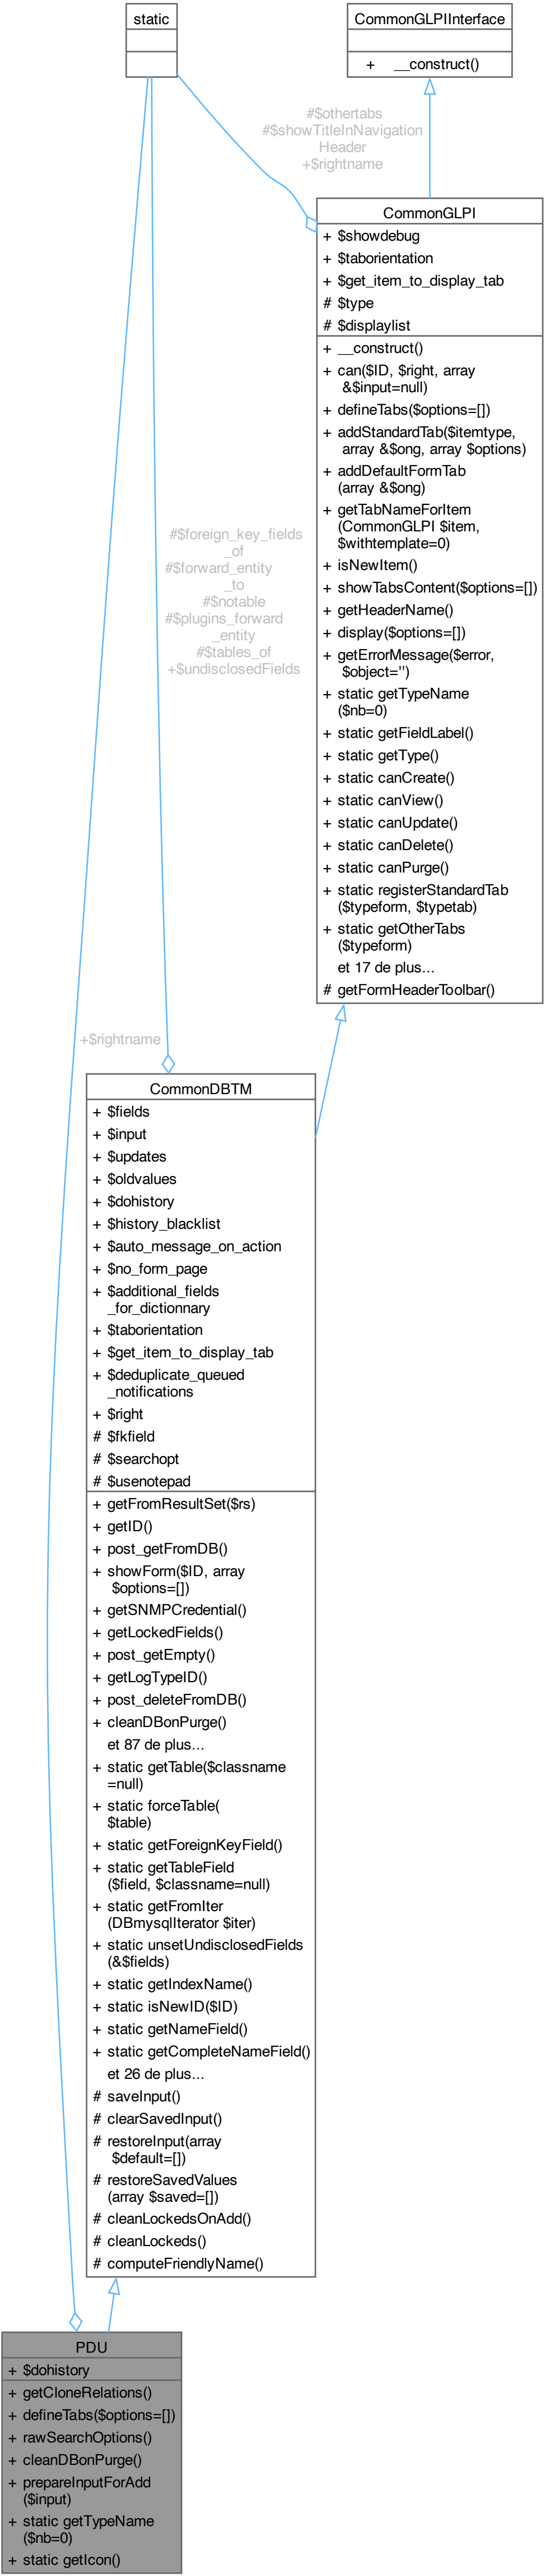 static
CommonGLPIInterface
+ __construct()
#$othertabs
#$showTitleInNavigation
Header
+$rightname
CommonGLPI
+ $showdebug
+ $taborientation
+ $get_item_to_display_tab
# $type
# $displaylist
+ __construct()
+ can($ID, $right, array
&$input=null)
+ defineTabs($options=[])
+ addStandardTab($itemtype,
array &$ong, array $options)
+ addDefaultFormTab
(array &$ong)
+ getTabNameForItem
(CommonGLPI $item,
$withtemplate=0)
+ isNewItem()
+ showTabsContent($options=[])
+ getHeaderName()
+ display($options=[])
+ getErrorMessage($error,
$object='')
+ static getTypeName
($nb=0)
+ static getFieldLabel()
+ static getType()
+ static canCreate()
+ static canView()
+ static canUpdate()
+ static canDelete()
+ static canPurge()
+ static registerStandardTab
($typeform, $typetab)
+ static getOtherTabs
($typeform)
et 17 de plus...
# getFormHeaderToolbar()
#$foreign_key_fields
_of
#$forward_entity
_to
#$notable
#$plugins_forward
_entity
#$tables_of
+$undisclosedFields
+$rightname
CommonDBTM
+ $fields
+ $input
+ $updates
+ $oldvalues
+ $dohistory
+ $history_blacklist
+ $auto_message_on_action
+ $no_form_page
+ $additional_fields
_for_dictionnary
+ $taborientation
+ $get_item_to_display_tab
+ $deduplicate_queued
_notifications
+ $right
# $fkfield
# $searchopt
# $usenotepad
+ getFromResultSet($rs)
+ getID()
+ post_getFromDB()
+ showForm($ID, array
$options=[])
+ getSNMPCredential()
+ getLockedFields()
+ post_getEmpty()
+ getLogTypeID()
+ post_deleteFromDB()
+ cleanDBonPurge()
et 87 de plus...
+ static getTable($classname
=null)
+ static forceTable(
$table)
+ static getForeignKeyField()
+ static getTableField
($field, $classname=null)
+ static getFromIter
(DBmysqlIterator $iter)
+ static unsetUndisclosedFields
(&$fields)
+ static getIndexName()
+ static isNewID($ID)
+ static getNameField()
+ static getCompleteNameField()
et 26 de plus...
# saveInput()
# clearSavedInput()
# restoreInput(array
$default=[])
# restoreSavedValues
(array $saved=[])
# cleanLockedsOnAdd()
# cleanLockeds()
# computeFriendlyName()
PDU
+ $dohistory
+ getCloneRelations()
+ defineTabs($options=[])
+ rawSearchOptions()
+ cleanDBonPurge()
+ prepareInputForAdd
($input)
+ static getTypeName
($nb=0)
+ static getIcon()